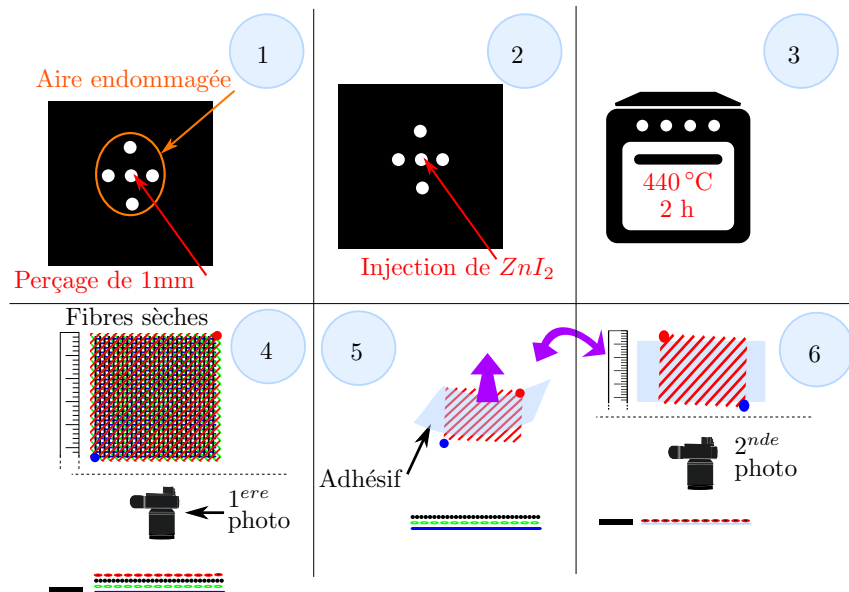 1
Aire endommagée
Perçage de 1mm
2
Injection de ZnI₂
3
440 °C
2 h
Fibres sèches
4
1ere
photo
5
Adhésif
6
2nde
photo